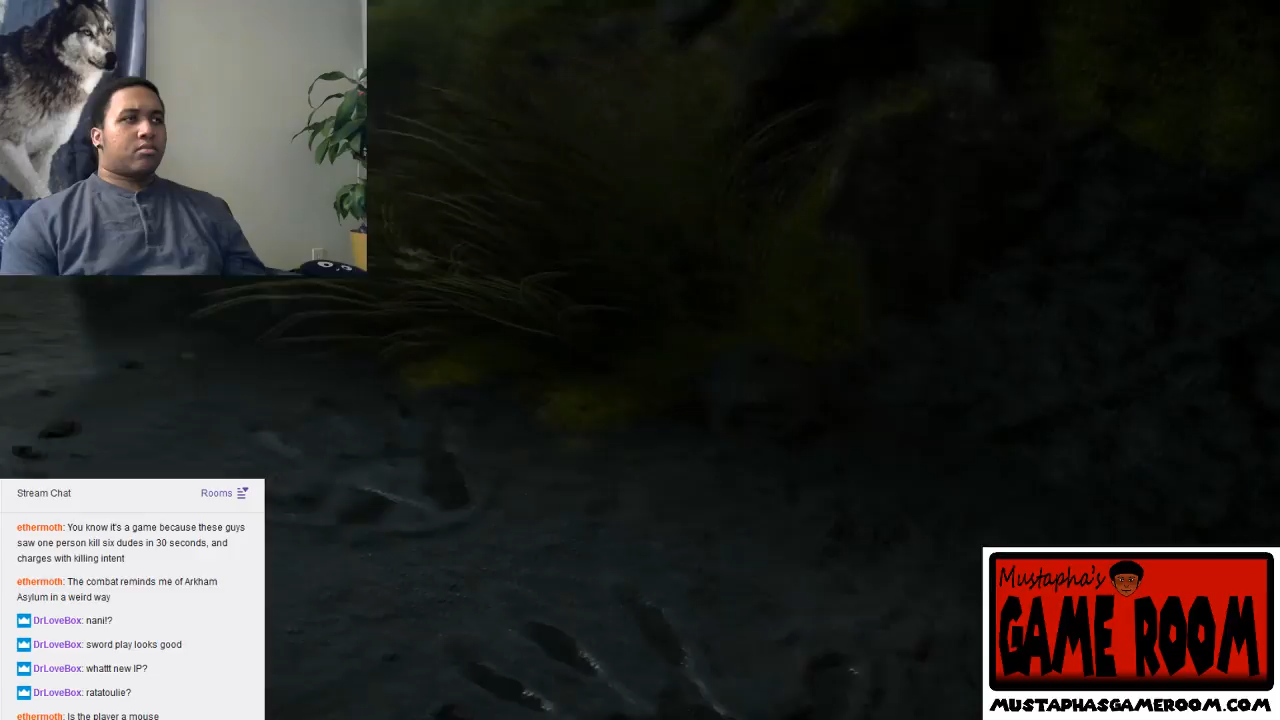 Stream Chat
Rooms
ethermoth: You know it's a game because these guys
saw one person kill six dudes in 30 seconds, and
charges with killing intent
ethermoth: The combat reminds me of Arkham
Asylum in a weird way
DrLoveBox: nani!?
DrLoveBox: sword play looks good
DrLoveBox: whattt new IP?
DrLoveBox: ratatoulie?
ethermoth: Is the player a mouse
Mustapha's
GAME ROOM
MUSTAPHASGAMEROOM.COM